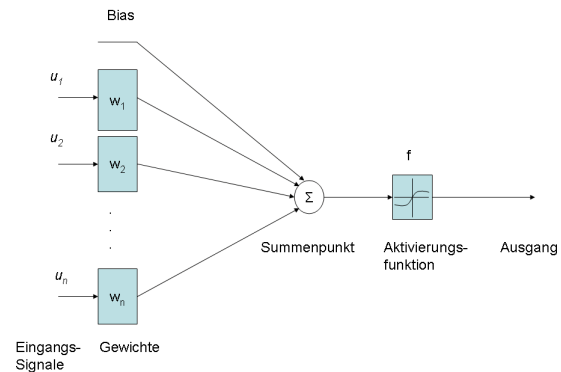 Bias
u1
w1
u2
w2
.
.
.
un
wn
Σ
f
Summenpunkt
Aktivierungs-
funktion
Ausgang
Eingangs-
Signale
Gewichte